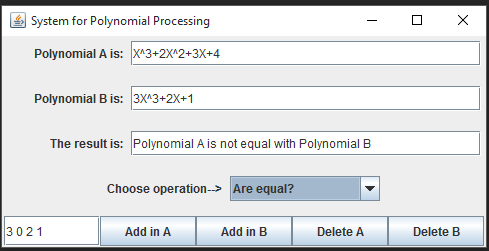 System for Polynomial Processing
Polynomial A is: X^3+2X^2+3X+4
Polynomial B is: 3X^3+2X+1
The result is: Polynomial A is not equal with Polynomial B
Choose operation--> Are equal?
3 0 2 1 Add in A Add in B Delete A Delete B